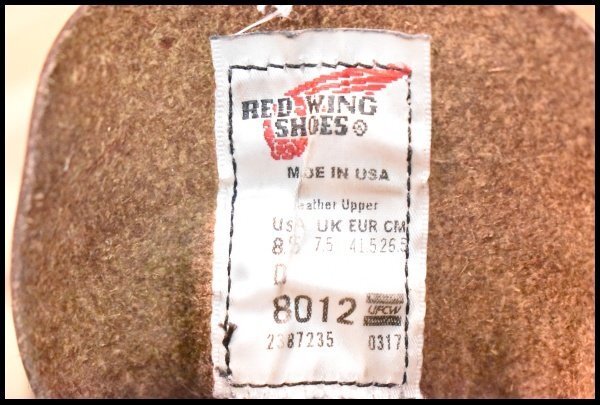 RED WING
SHOES ®
MADE IN USA
Leather Upper
USA UK EUR CM
8.5 7.5 41.5 26.5
D
8012 UFCW
2387235 0317